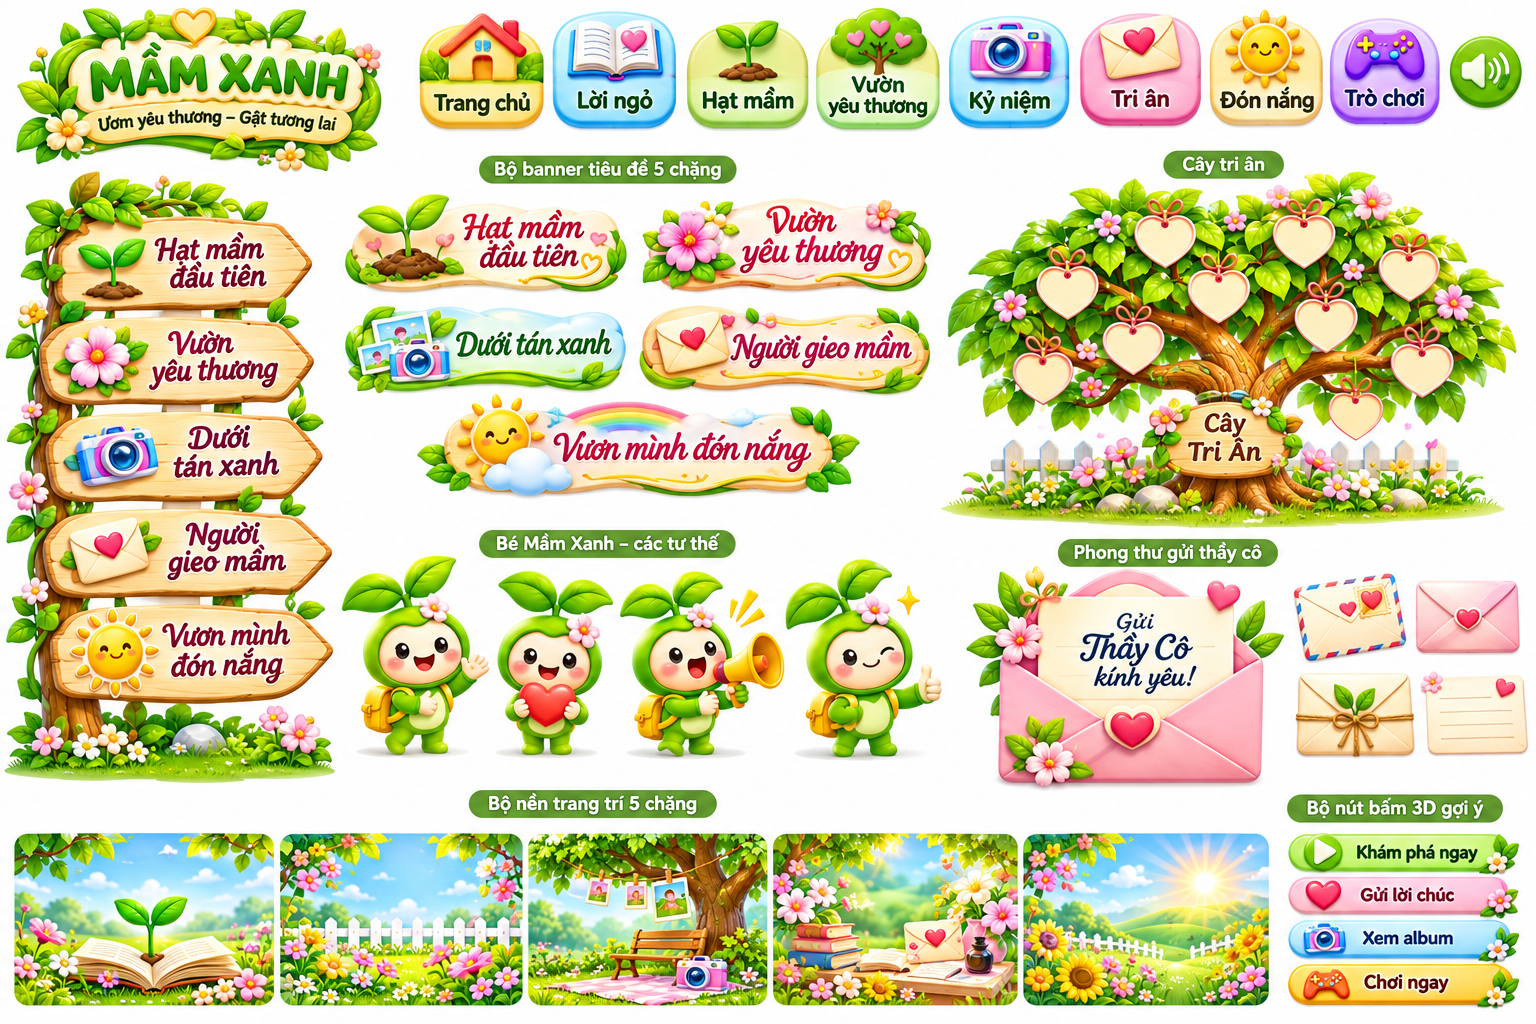 MẦM XANH
Ươm yêu thương – Gặt tương lai
Trang chủ
Lời ngỏ
Hạt mầm
Vườn
yêu thương
Kỷ niệm
Tri ân
Đón nắng
Trò chơi
Bộ banner tiêu đề 5 chặng
Cây tri ân
Hạt mầm
đầu tiên
Vườn
yêu thương
Dưới
tán xanh
Người
gieo mầm
Vươn mình
đón nắng
Hạt mầm
đầu tiên
Vườn
yêu thương
Dưới tán xanh
Người gieo mầm
Vươn mình đón nắng
Cây
Tri Ân
Bé Mầm Xanh – các tư thế
Phong thư gửi thầy cô
Gửi
Thầy Cô
kính yêu!
Bộ nền trang trí 5 chặng
Bộ nút bấm 3D gợi ý
Khám phá ngay
Gửi lời chúc
Xem album
Chơi ngay